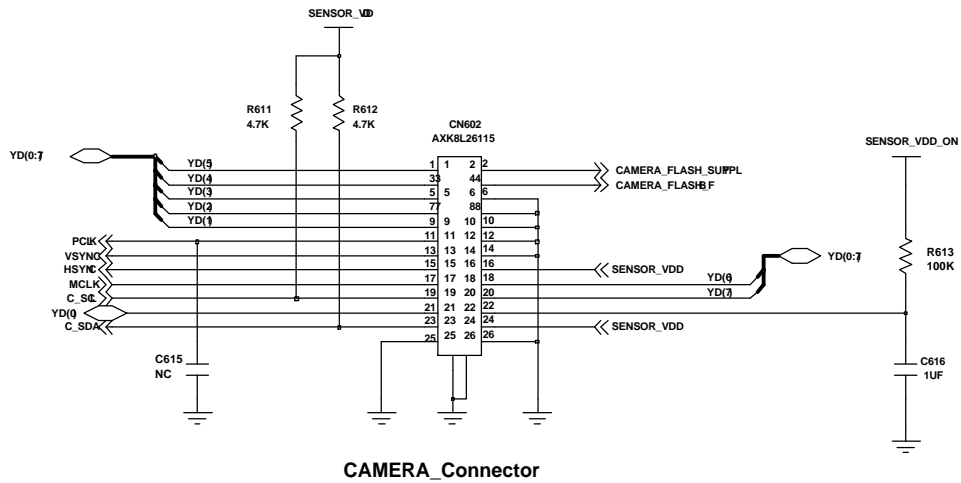 SENSOR_VDD
R611
4.7K
R612
4.7K
CN602
AXK8L26115
SENSOR_VDD_ON
YD(0:7)
YD(5)
1 1 2 2
CAMERA_FLASH_SUPPL
YD(4)
33 44
CAMERA_FLASH_BF
YD(3)
5 5 6 6
YD(2)
77 88
YD(1)
9 9 10 10
PCLK
11 11 12 12
VSYNC
13 13 14 14
HSYNC
15 15 16 16
SENSOR_VDD
YD(0:7)
R613
100K
MCLK
17 17 18 18
YD(6)
C_SCL
19 19 20 20
YD(7)
YD(0)
21 21 22 22
C_SDA
23 23 24 24
SENSOR_VDD
25 25 26 26
C615
NC
C616
1UF
CAMERA_Connector